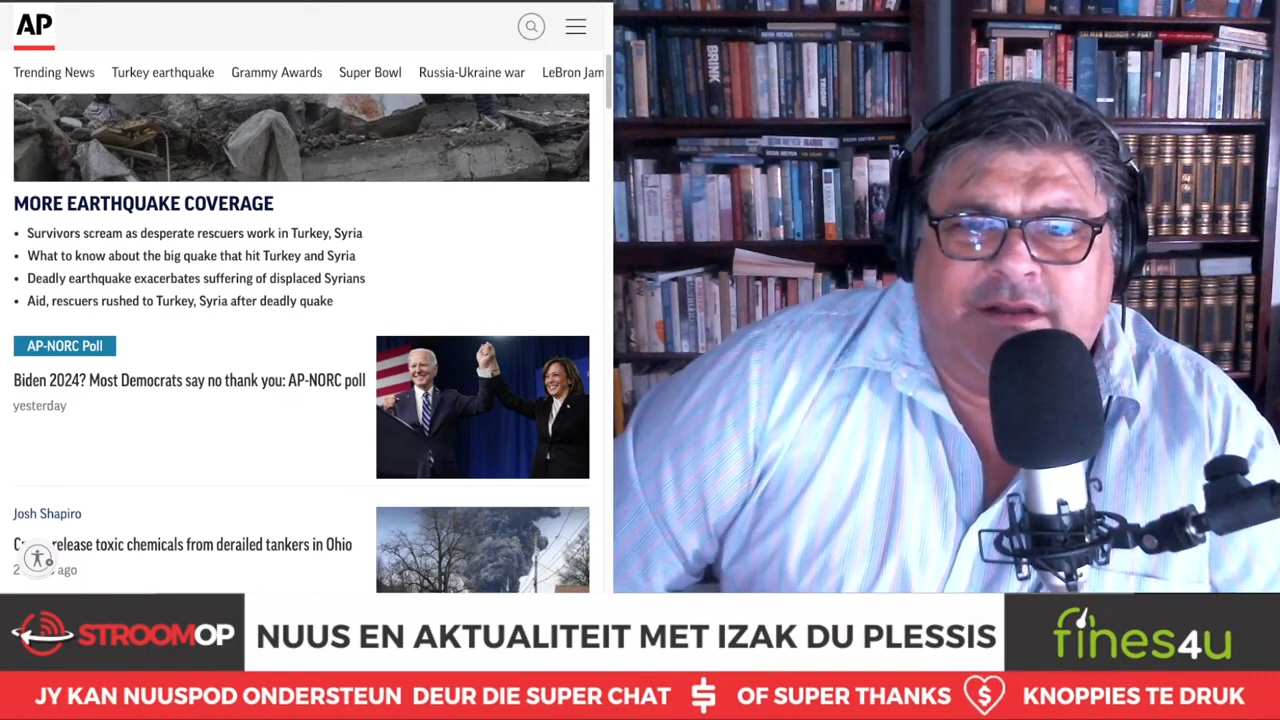 AP
Trending News Turkey earthquake Grammy Awards Super Bowl Russia-Ukraine war LeBron Jam
MORE EARTHQUAKE COVERAGE
• Survivors scream as desperate rescuers work in Turkey, Syria
• What to know about the big quake that hit Turkey and Syria
• Deadly earthquake exacerbates suffering of displaced Syrians
• Aid, rescuers rushed to Turkey, Syria after deadly quake
AP-NORC Poll
Biden 2024? Most Democrats say no thank you: AP-NORC poll
yesterday
Josh Shapiro
release toxic chemicals from derailed tankers in Ohio
ago
BRINK
STROOMOP
NUUS EN AKTUALITEIT MET IZAK DU PLESSIS
fines4u
JY KAN NUUSPOD ONDERSTEUN DEUR DIE SUPER CHAT $ OF SUPER THANKS $ KNOPPIES TE DRUK